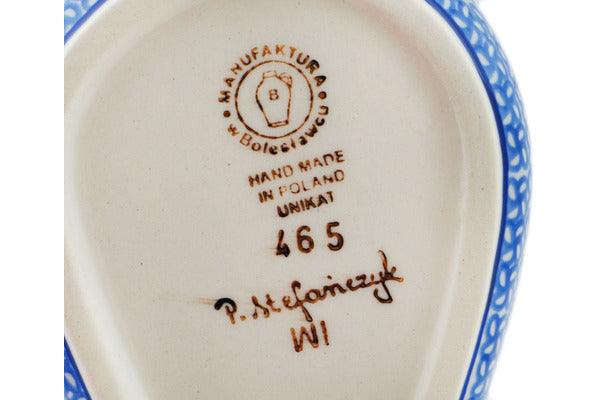 MANUFAKTURA
w Bolesławcu
B
HAND MADE
IN POLAND
UNIKAT
465
P. Stefańczyk
WI